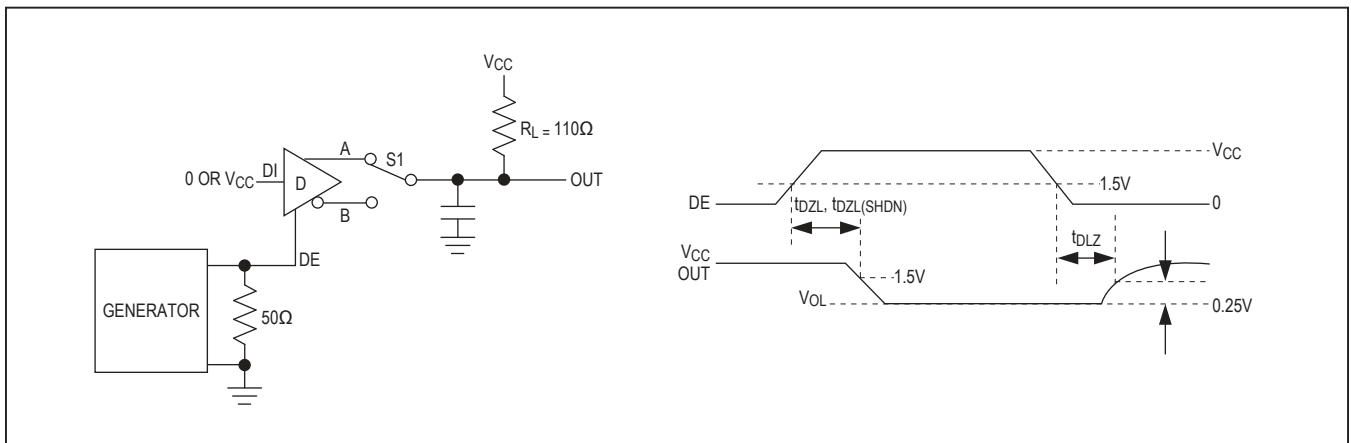 VCC
RL = 110Ω
A
S1
0 OR VCC
DI
D
OUT
B
DE
GENERATOR
50Ω
VCC
1.5V
DE
0
tDZL, tDZL(SHDN)
tDLZ
VCC
OUT
1.5V
VOL
0.25V